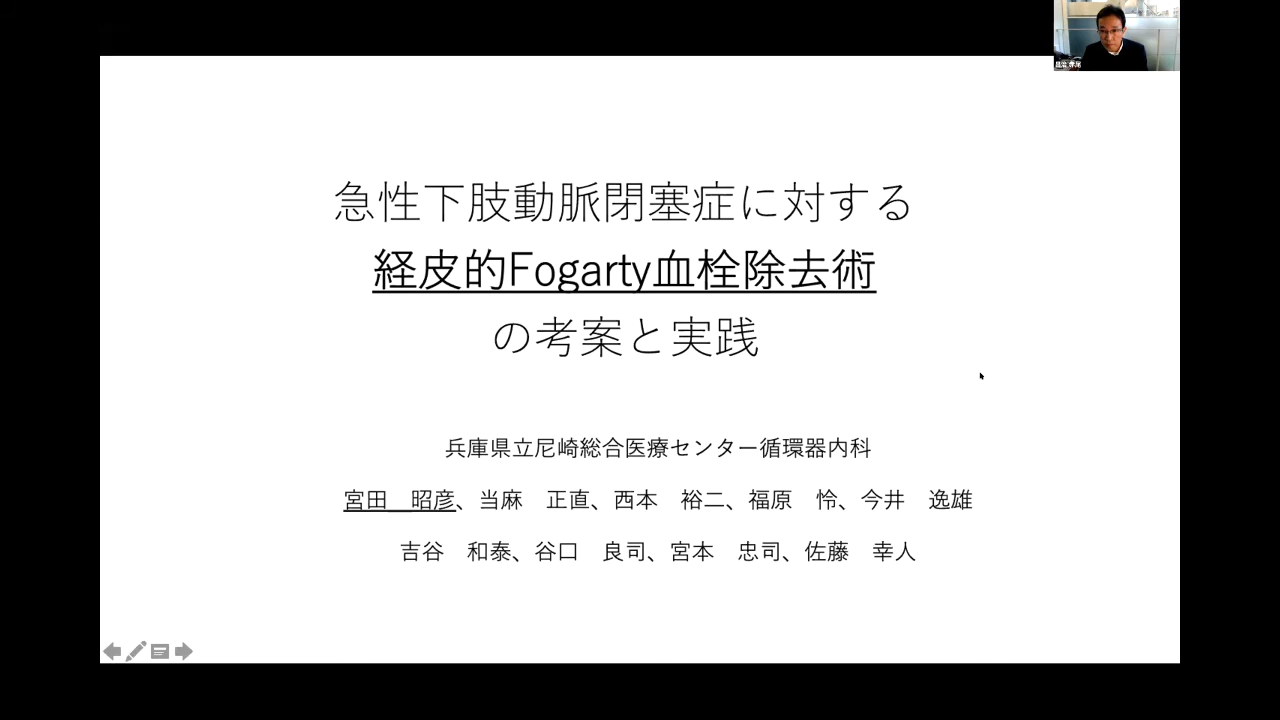 急性下肢動脈閉塞症に対する
経皮的Fogarty血栓除去術
の考案と実践
兵庫県立尼崎総合医療センター循環器内科
宮田　昭彦、当麻　正直、西本　裕二、福原　怜、今井　逸雄
吉谷　和泰、谷口　良司、宮本　忠司、佐藤　幸人